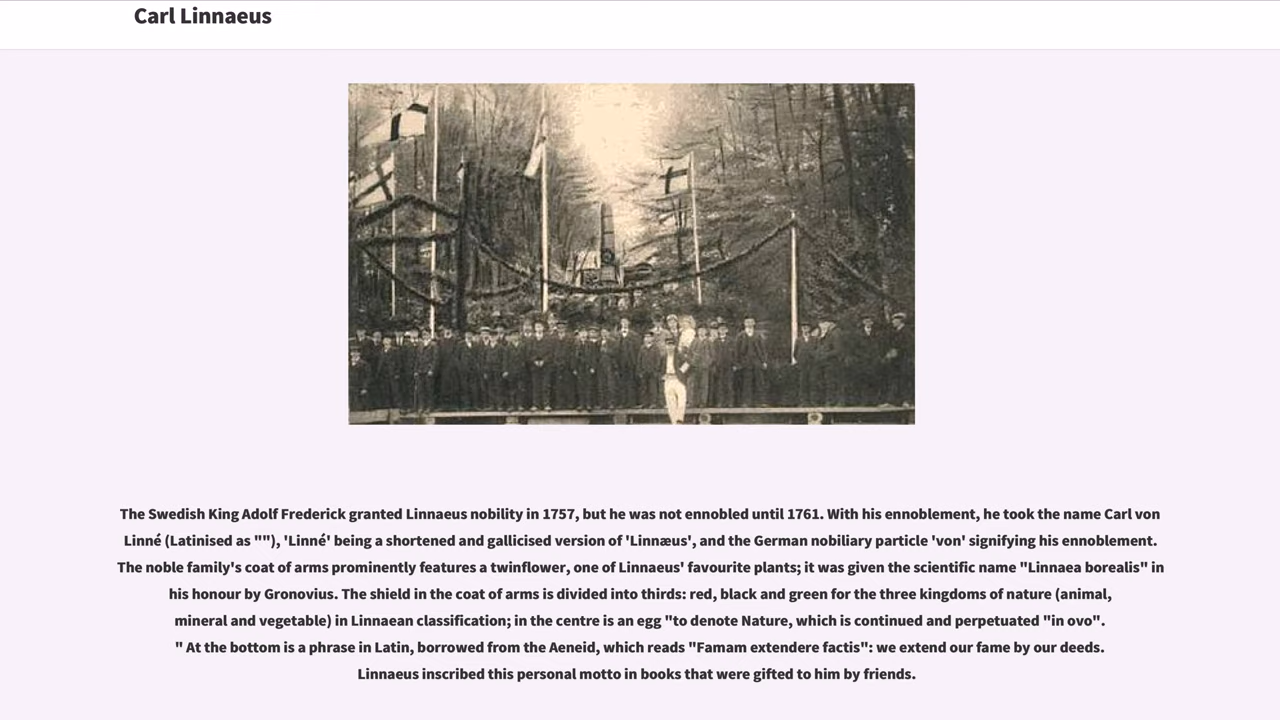 Carl Linnaeus
The Swedish King Adolf Frederick granted Linnaeus nobility in 1757, but he was not ennobled until 1761. With his ennoblement, he took the name Carl von
Linné (Latinised as ""), 'Linné' being a shortened and gallicised version of 'Linnæus', and the German nobiliary particle 'von' signifying his ennoblement.
The noble family's coat of arms prominently features a twinflower, one of Linnaeus' favourite plants; it was given the scientific name "Linnaea borealis" in
his honour by Gronovius. The shield in the coat of arms is divided into thirds: red, black and green for the three kingdoms of nature (animal,
mineral and vegetable) in Linnaean classification; in the centre is an egg "to denote Nature, which is continued and perpetuated "in ovo".
" At the bottom is a phrase in Latin, borrowed from the Aeneid, which reads "Famam extendere factis": we extend our fame by our deeds.
Linnaeus inscribed this personal motto in books that were gifted to him by friends.